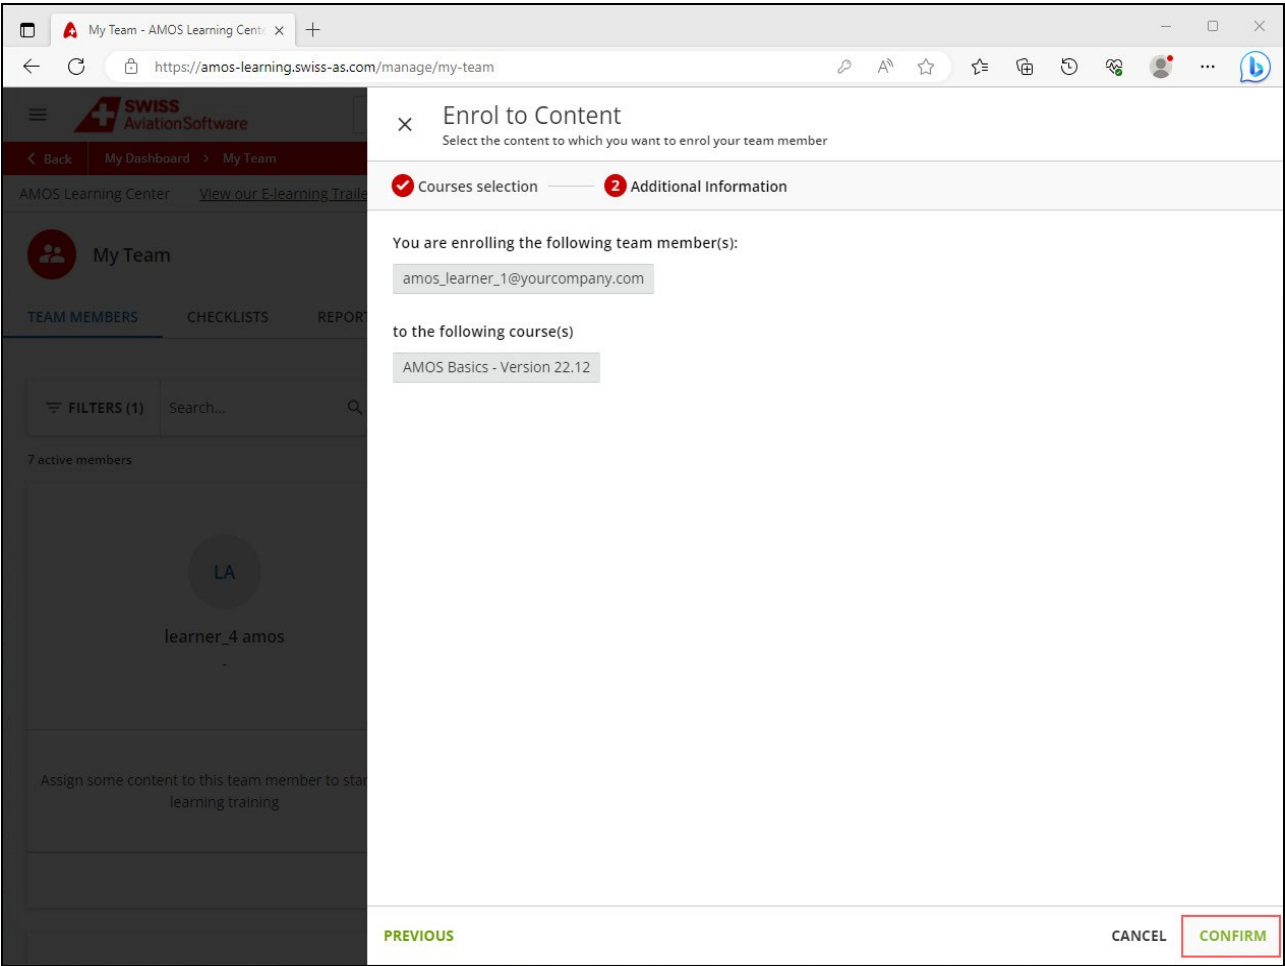 My Team - AMOS Learning Cent
https://amos-learning.swiss-as.com/manage/my-team
SWISS
AviationSoftware
Back My Dashboard > My Team
AMOS Learning Center View our E-learning Traile
My Team
TEAM MEMBERS CHECKLISTS REPORT
FILTERS (1) Search...
7 active members
LA
learner_4 amos
-
Assign some content to this team member to star
learning training
Enrol to Content
Select the content to which you want to enrol your team member
Courses selection 2 Additional Information
You are enrolling the following team member(s):
amos_learner_1@yourcompany.com
to the following course(s)
AMOS Basics - Version 22.12
PREVIOUS CANCEL CONFIRM